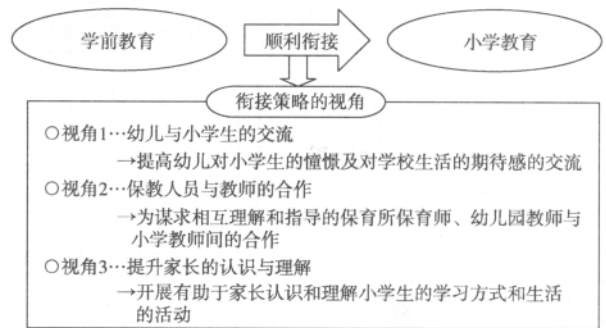 学前教育
顺利衔接
小学教育
衔接策略的视角
○视角1…幼儿与小学生的交流
→提高幼儿对小学生的憧憬及对学校生活的期待感的交流
○视角2…保教人员与教师的合作
→为谋求相互理解和指导的保育所保育师、幼儿园教师与
小学教师间的合作
○视角3…提升家长的认识与理解
→开展有助于家长认识和理解小学生的学习方式和生活
的活动